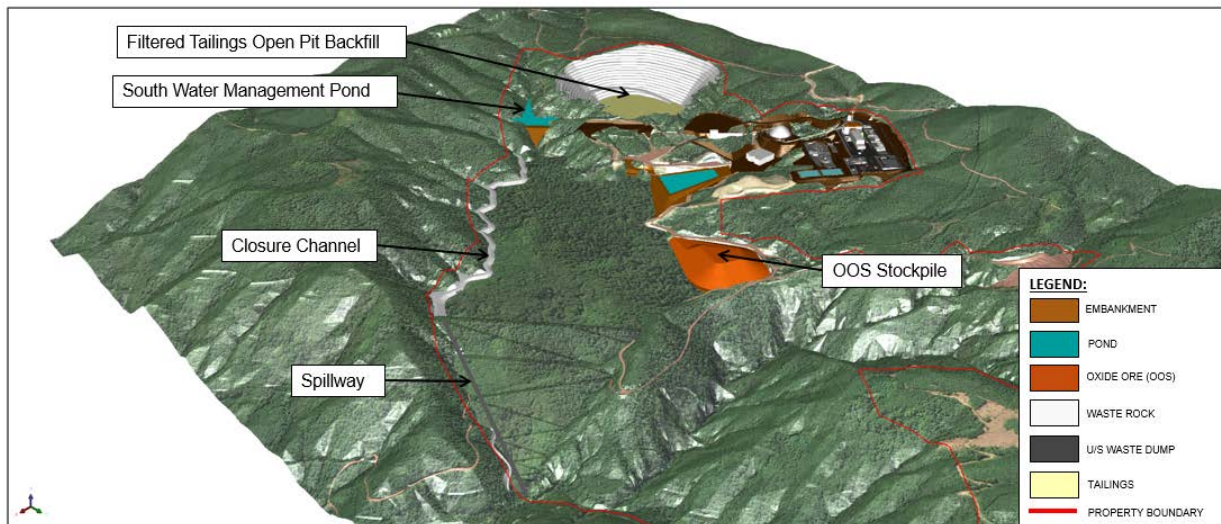 Filtered Tailings Open Pit Backfill
South Water Management Pond
Closure Channel
OOS Stockpile
Spillway
LEGEND:
EMBANKMENT
POND
OXIDE ORE (OOS)
WASTE ROCK
U/S WASTE DUMP
TAILINGS
PROPERTY BOUNDARY